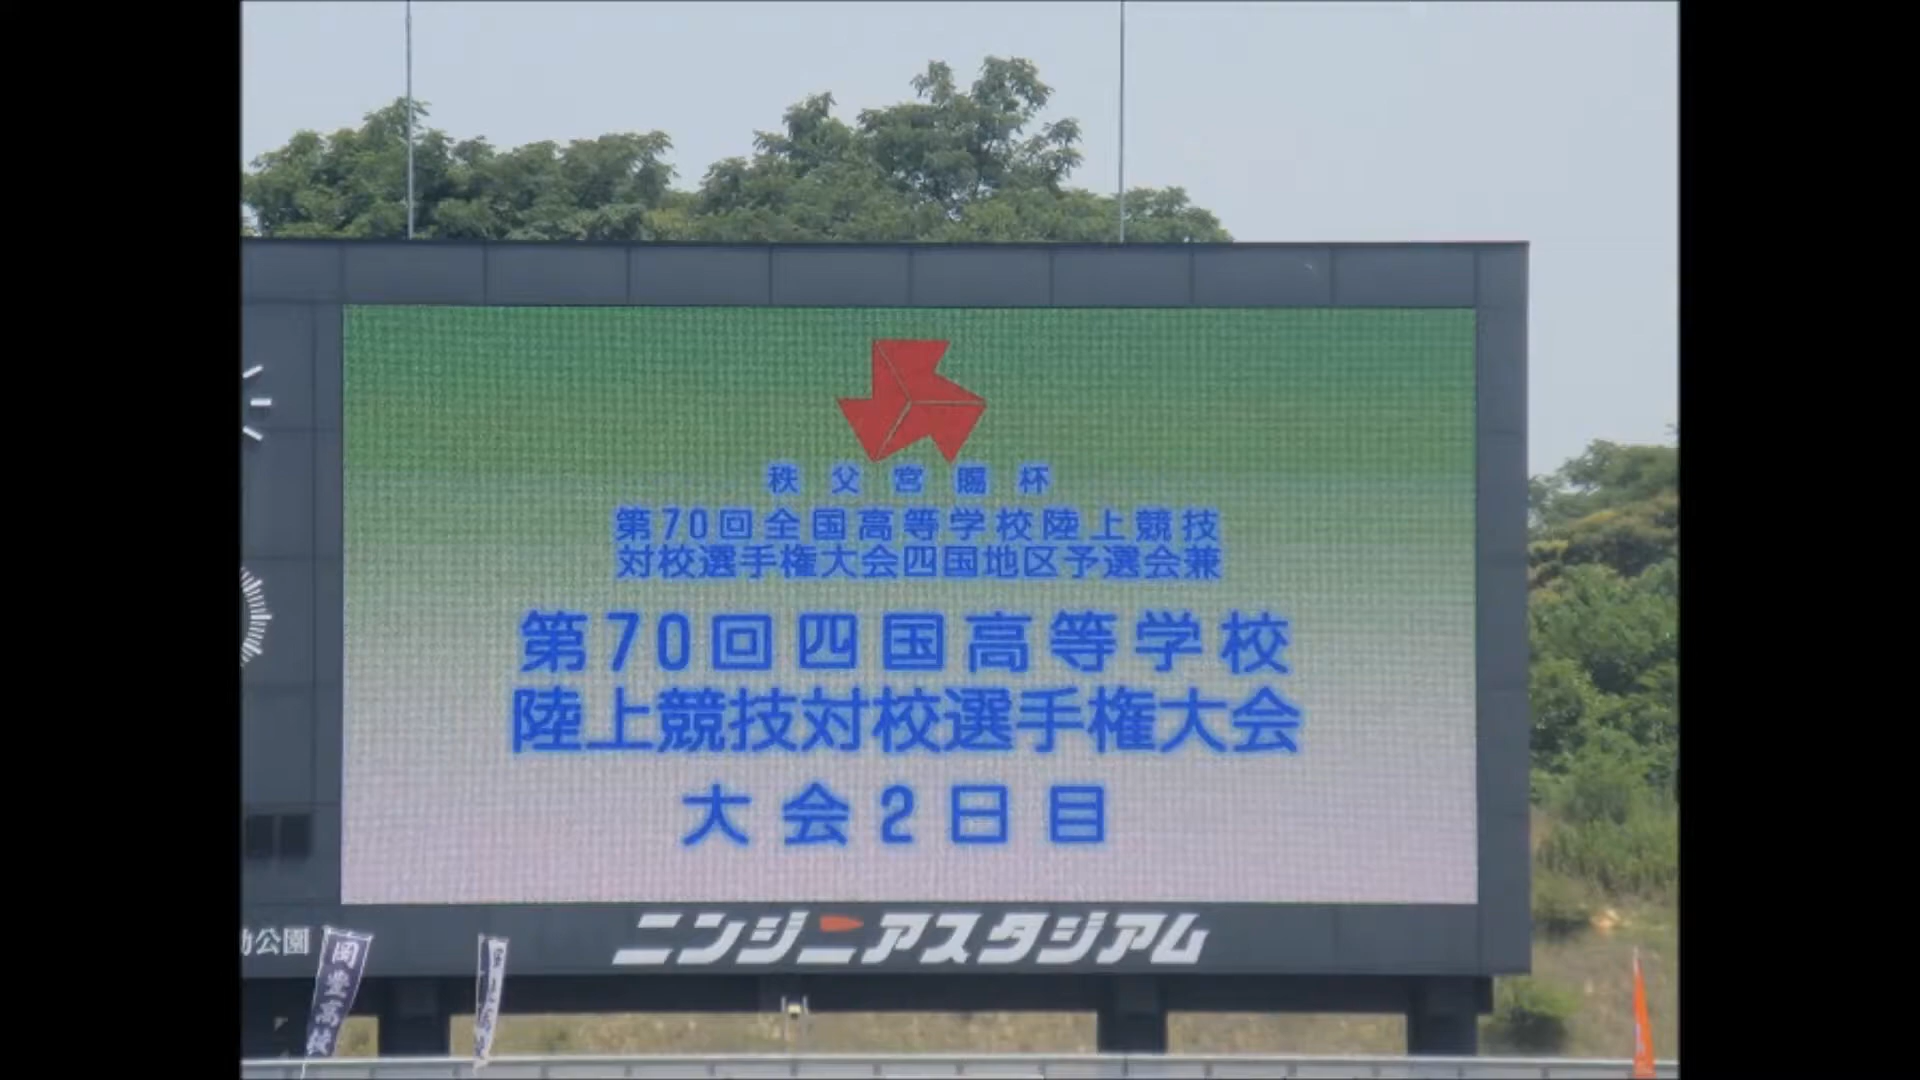 秩父宮賜杯
第70回全国高等学校陸上競技
対校選手権大会四国地区予選会兼
第70回四国高等学校
陸上競技対校選手権大会
大会2日目
ニンジニアスタジアム
公園
岡豊高校